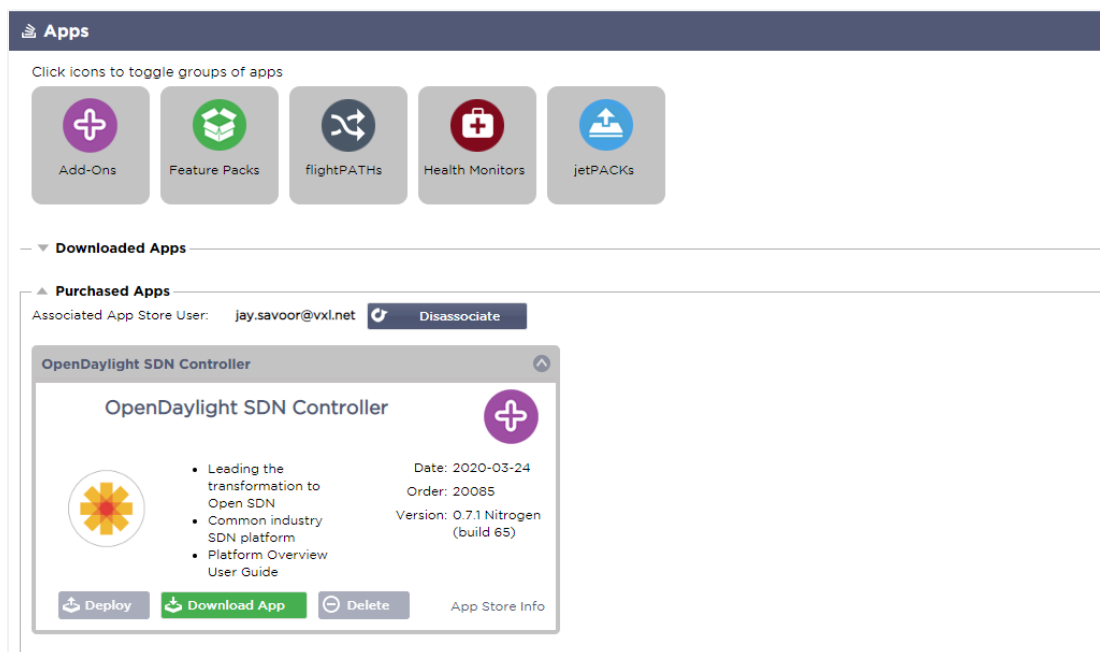 Apps
Click icons to toggle groups of apps
Add-Ons
Feature Packs
flightPATHs
Health Monitors
jetPACKs
Downloaded Apps
Purchased Apps
Associated App Store User: jay.savoor@vxl.net Disassociate
OpenDaylight SDN Controller
OpenDaylight SDN Controller
• Leading the
transformation to
Open SDN
• Common industry
SDN platform
• Platform Overview
User Guide
Date: 2020-03-24
Order: 20085
Version: 0.7.1 Nitrogen
(build 65)
Deploy
Download App
Delete
App Store Info